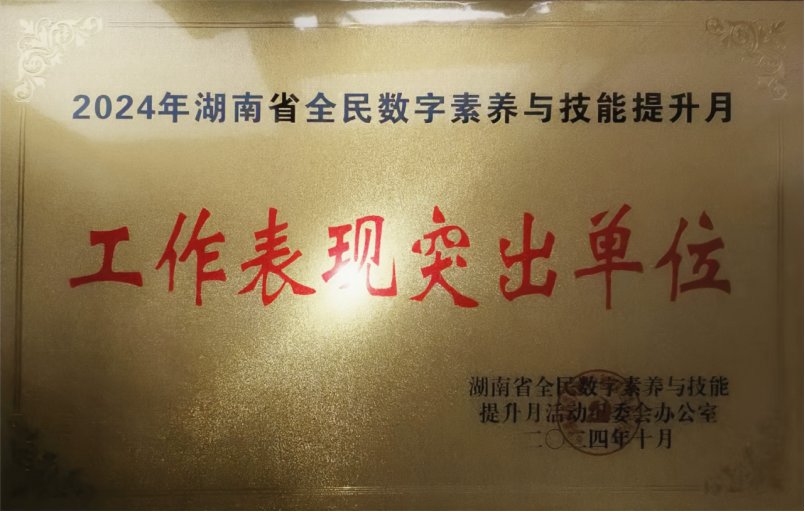 2024年湖南省全民数字素养与技能提升月
工作表现突出单位
湖南省全民数字素养与技能
提升月活动组委会办公室
二〇二四年十月